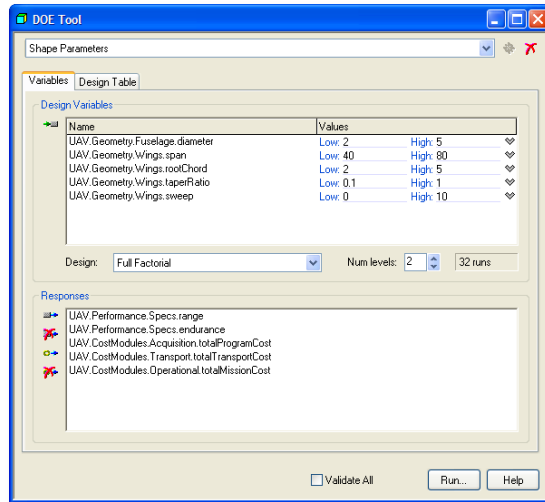 DOE Tool
Shape Parameters
Variables Design Table
Design Variables
Name Values
UAV.Geometry.Fuselage.diameter Low: 2 High: 5
UAV.Geometry.Wings.span Low: 40 High: 80
UAV.Geometry.Wings.rootChord Low: 2 High: 5
UAV.Geometry.Wings.taperRatio Low: 0.1 High: 1
UAV.Geometry.Wings.sweep Low: 0 High: 10
Design: Full Factorial Num levels: 2 32 runs
Responses
UAV.Performance.Specs.range
UAV.Performance.Specs.endurance
UAV.CostModules.Acquisition.totalProgramCost
UAV.CostModules.Transport.totalTransportCost
UAV.CostModules.Operational.totalMissionCost
Validate All Run... Help